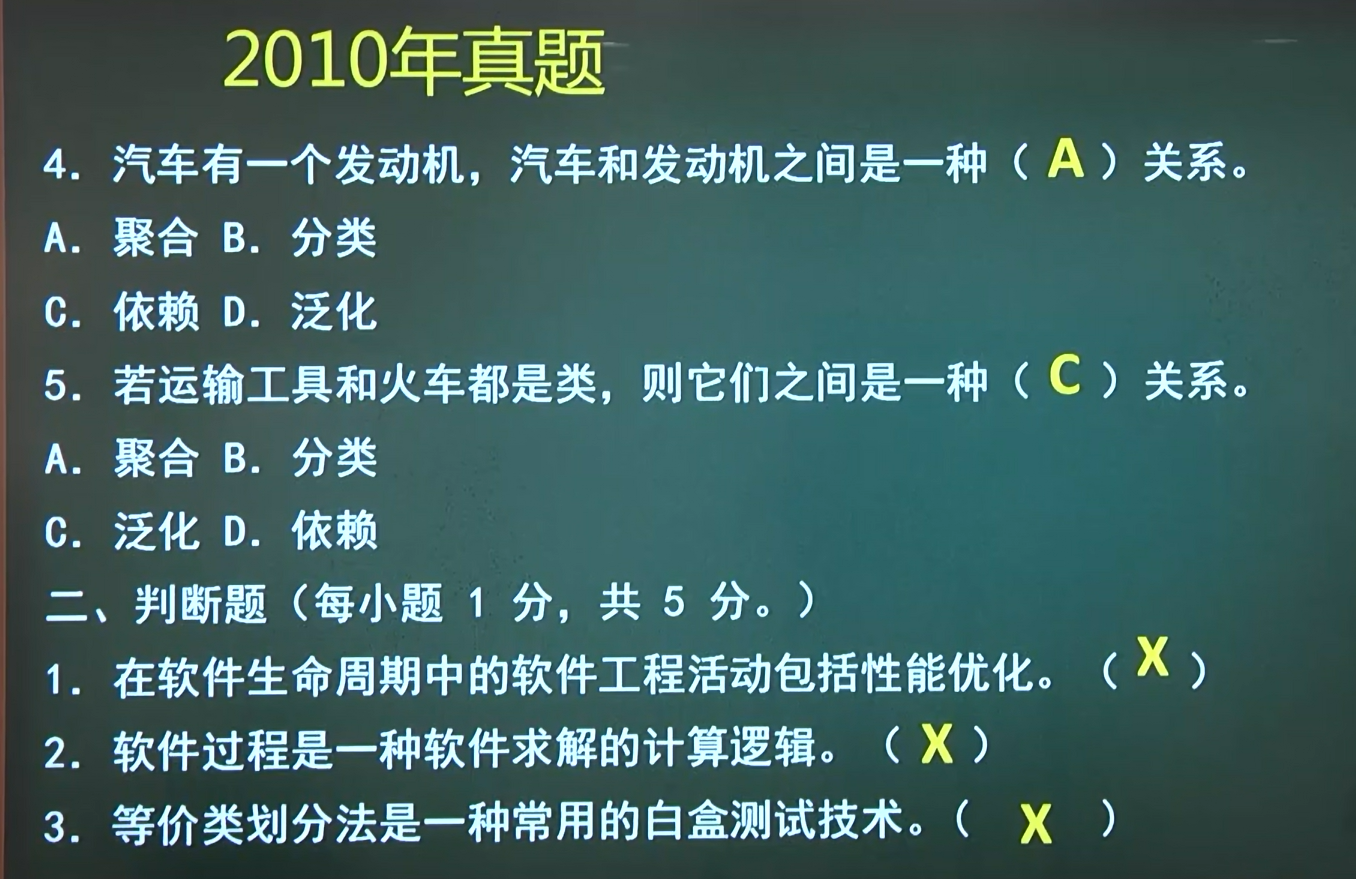 2010年真题
4. 汽车有一个发动机，汽车和发动机之间是一种（ A ）关系。
A. 聚合 B. 分类
C. 依赖 D. 泛化
5. 若运输工具和火车都是类，则它们之间是一种（ C ）关系。
A. 聚合 B. 分类
C. 泛化 D. 依赖
二、判断题（每小题 1 分，共 5 分。）
1. 在软件生命周期中的软件工程活动包括性能优化。（ X ）
2. 软件过程是一种软件求解的计算逻辑。（ X ）
3. 等价类划分法是一种常用的白盒测试技术。（ X ）